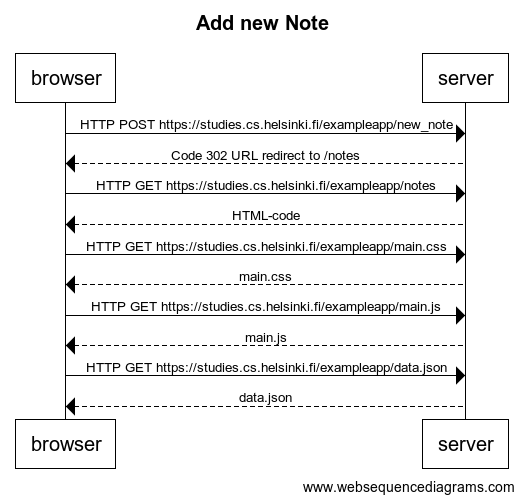 Add new Note
browser server
HTTP POST https://studies.cs.helsinki.fi/exampleapp/new_note
Code 302 URL redirect to /notes
HTTP GET https://studies.cs.helsinki.fi/exampleapp/notes
HTML-code
HTTP GET https://studies.cs.helsinki.fi/exampleapp/main.css
main.css
HTTP GET https://studies.cs.helsinki.fi/exampleapp/main.js
main.js
HTTP GET https://studies.cs.helsinki.fi/exampleapp/data.json
data.json
browser server
www.websequencediagrams.com